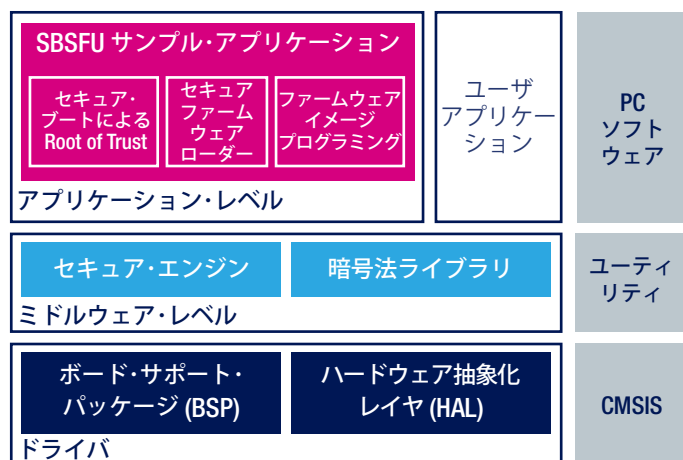 SBSFU サンプル・アプリケーション
セキュア・
ブートによる
Root of Trust
セキュア
ファーム
ウェア
ローダー
ファームウェア
イメージ
プログラミング
アプリケーション・レベル
ユーザ
アプリケー
ション
PC
ソフト
ウェア
セキュア・エンジン
暗号法ライブラリ
ミドルウェア・レベル
ユーティ
リティ
ボード・サポート・
パッケージ (BSP)
ハードウェア抽象化
レイヤ (HAL)
ドライバ
CMSIS